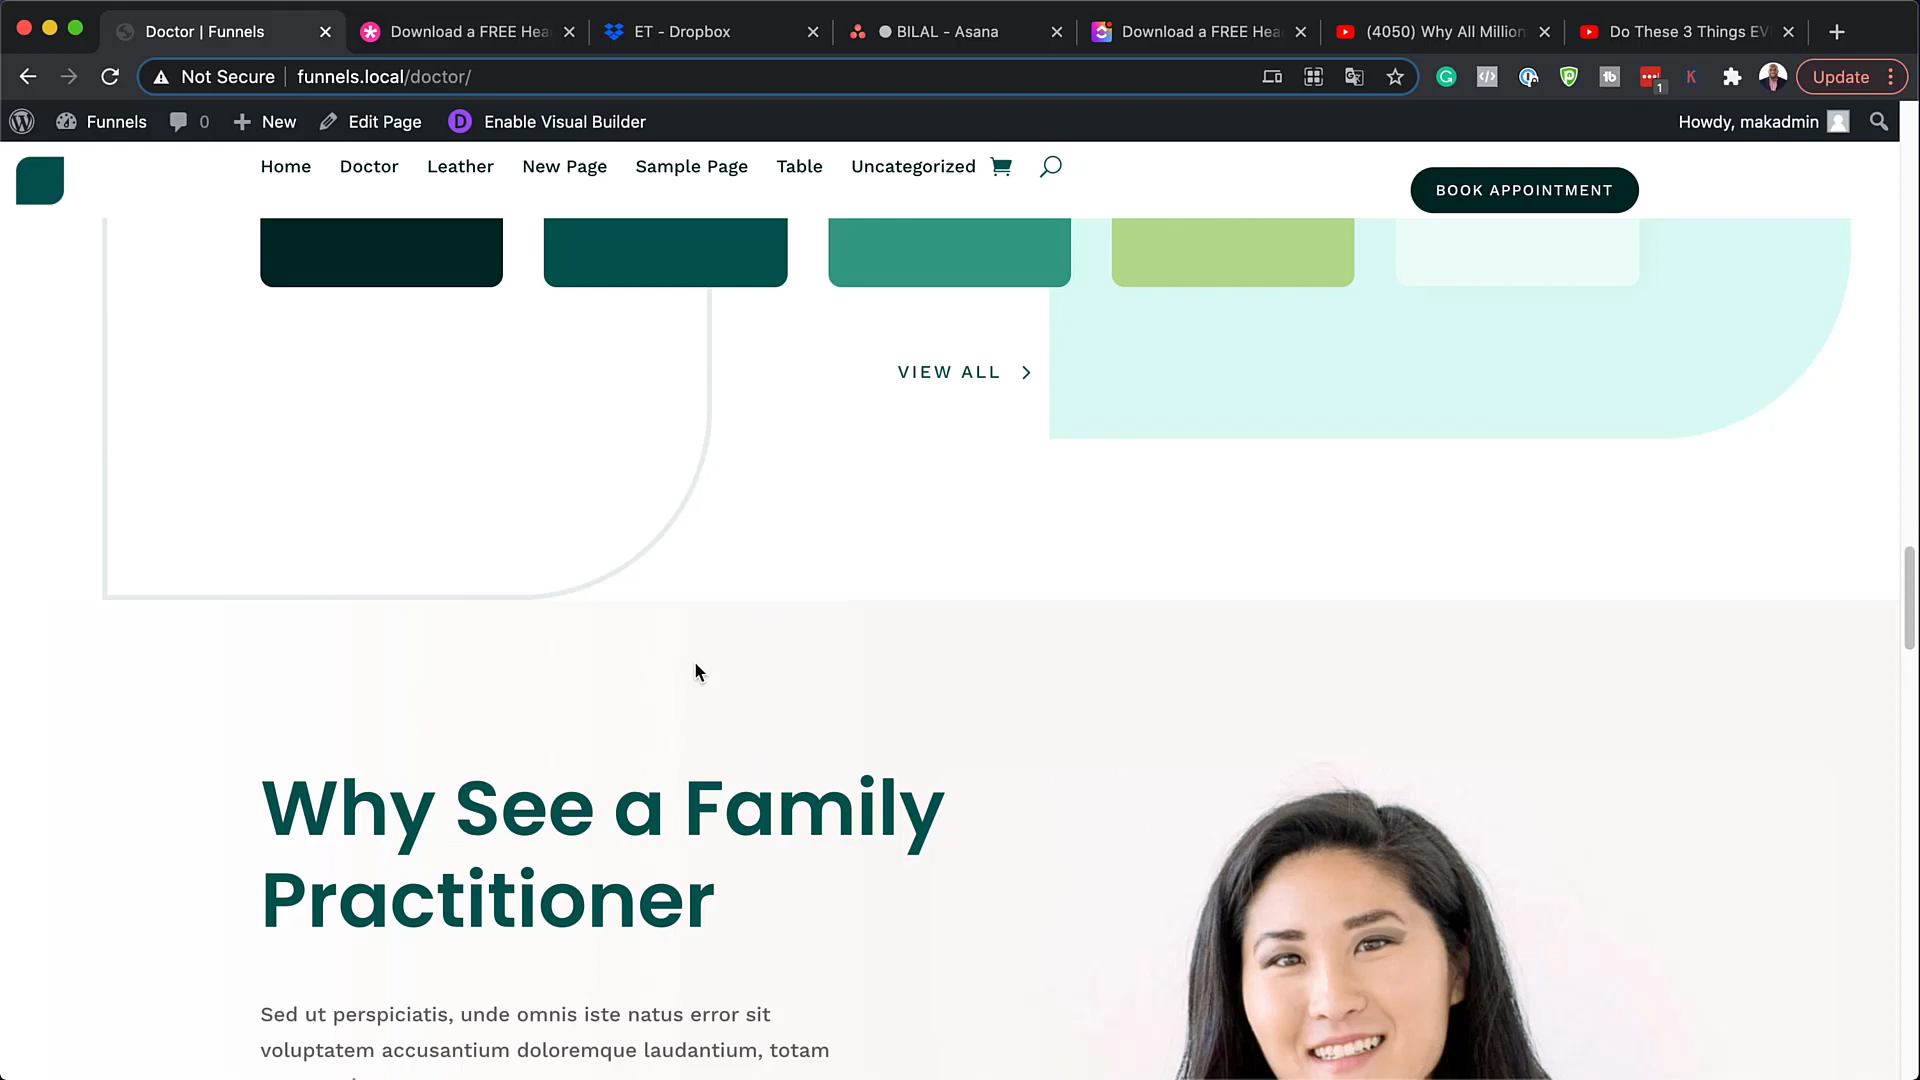 Doctor | Funnels
Download a FREE Hea
ET - Dropbox
BILAL - Asana
Download a FREE Hea
(4050) Why All Million
Do These 3 Things EV
Not Secure
funnels.local/doctor/
1
Update
Funnels
0
New
Edit Page
D
Enable Visual Builder
Howdy, makadmin
Home
Doctor
Leather
New Page
Sample Page
Table
Uncategorized
BOOK APPOINTMENT
VIEW ALL
Why See a Family
Practitioner
Sed ut perspiciatis, unde omnis iste natus error sit
voluptatem accusantium doloremque laudantium, totam